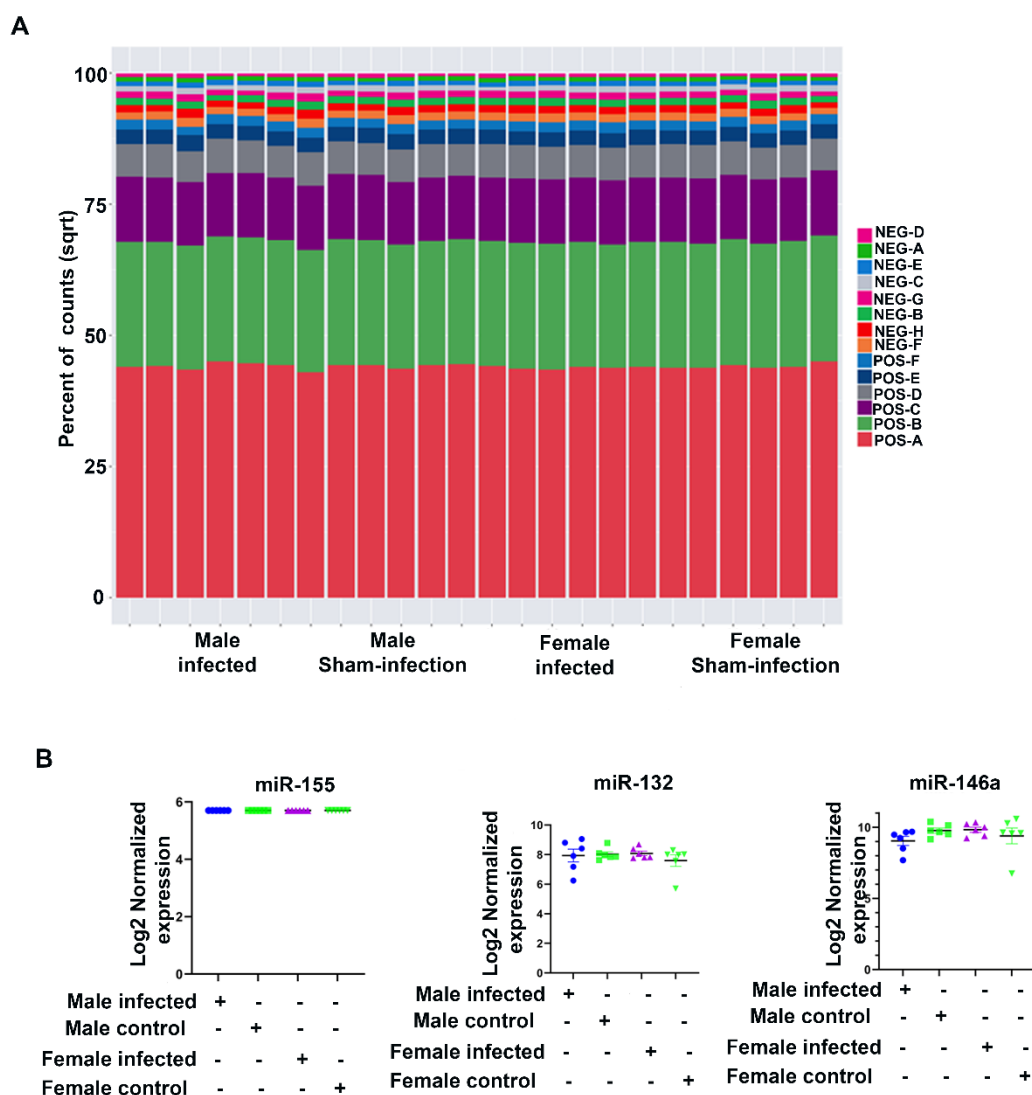 A
Percent of counts (sqrt)
100
75
50
25
0
Male
infected
Male
Sham-infection
Female
infected
Female
Sham-infection
NEG-D
NEG-A
NEG-E
NEG-C
NEG-G
NEG-B
NEG-H
NEG-F
POS-F
POS-E
POS-D
POS-C
POS-B
POS-A
B
miR-155
Log2 Normalized
expression
6
4
2
0
Male infected + - - -
Male control - + - -
Female infected - - + -
Female control - - - +
miR-132
Log2 Normalized
expression
10
8
6
4
2
0
Male infected + - - -
Male control - + - -
Female infected - - + -
Female control - - - +
miR-146a
Log2 Normalized
expression
10
5
0
Male infected + - - -
Male control - + - -
Female infected - - + -
Female control - - - +